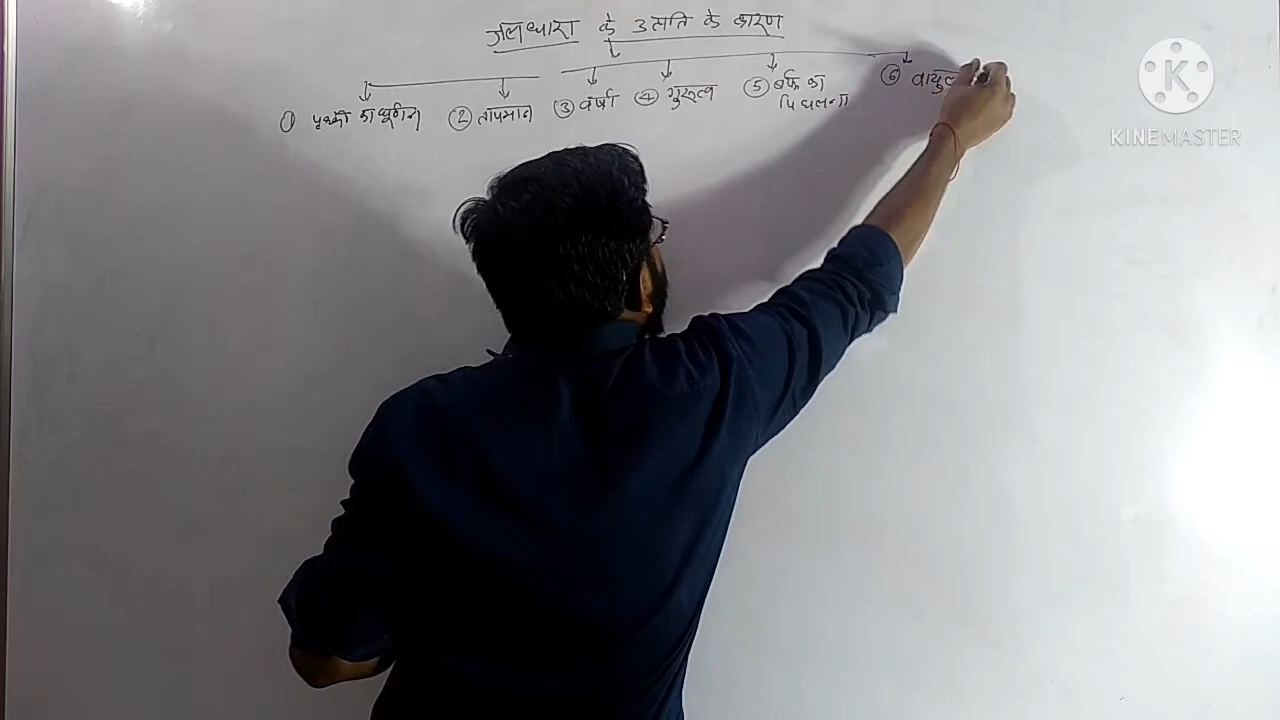 जलधारा के उत्पति के कारण
① पृथ्वी का घूर्णन ② तापमान ③ वर्षा ④ गुरुत्व ⑤ बर्फ का ⑥
पिघलना
KINEMASTER